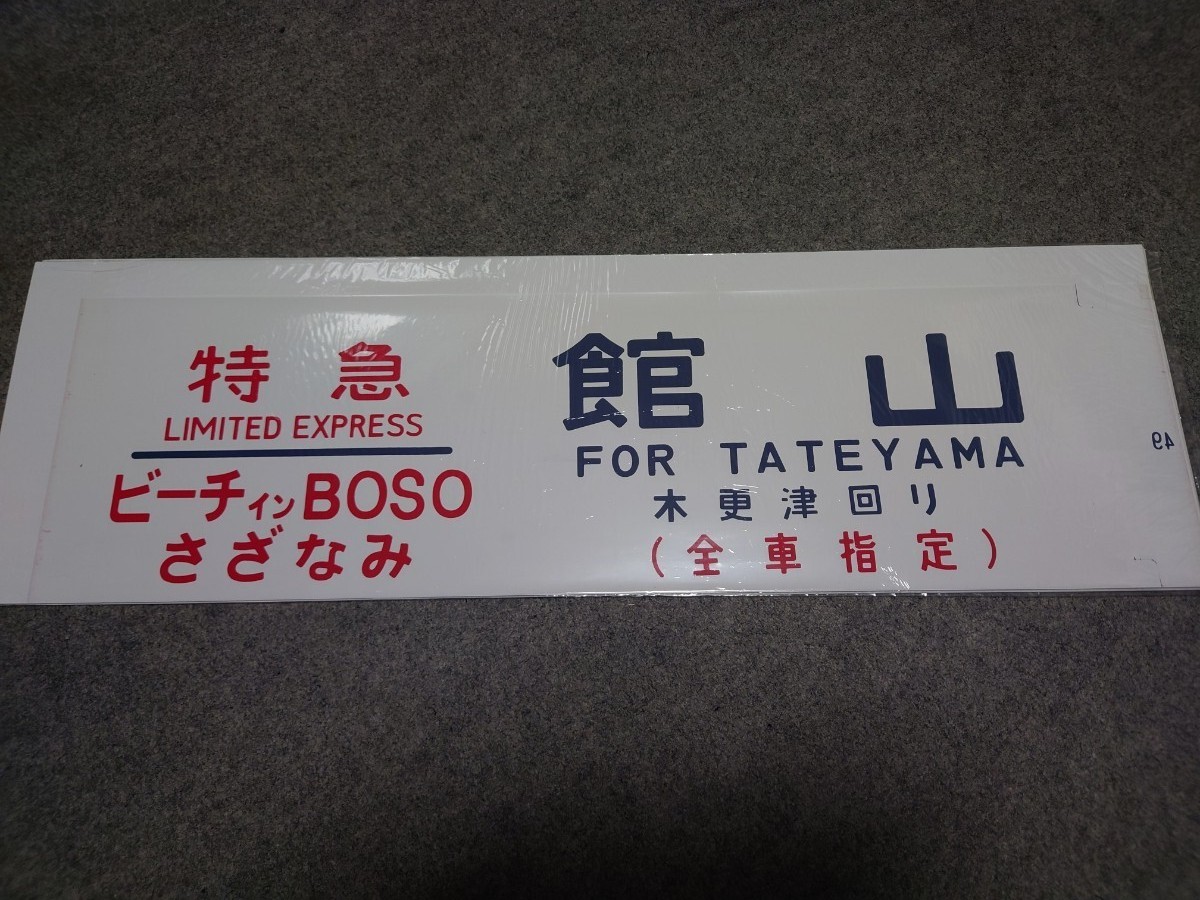 特急
LIMITED EXPRESS
ビーチィンBOSO
さざなみ
館山
FOR TATEYAMA
木更津回り
(全車指定)
49